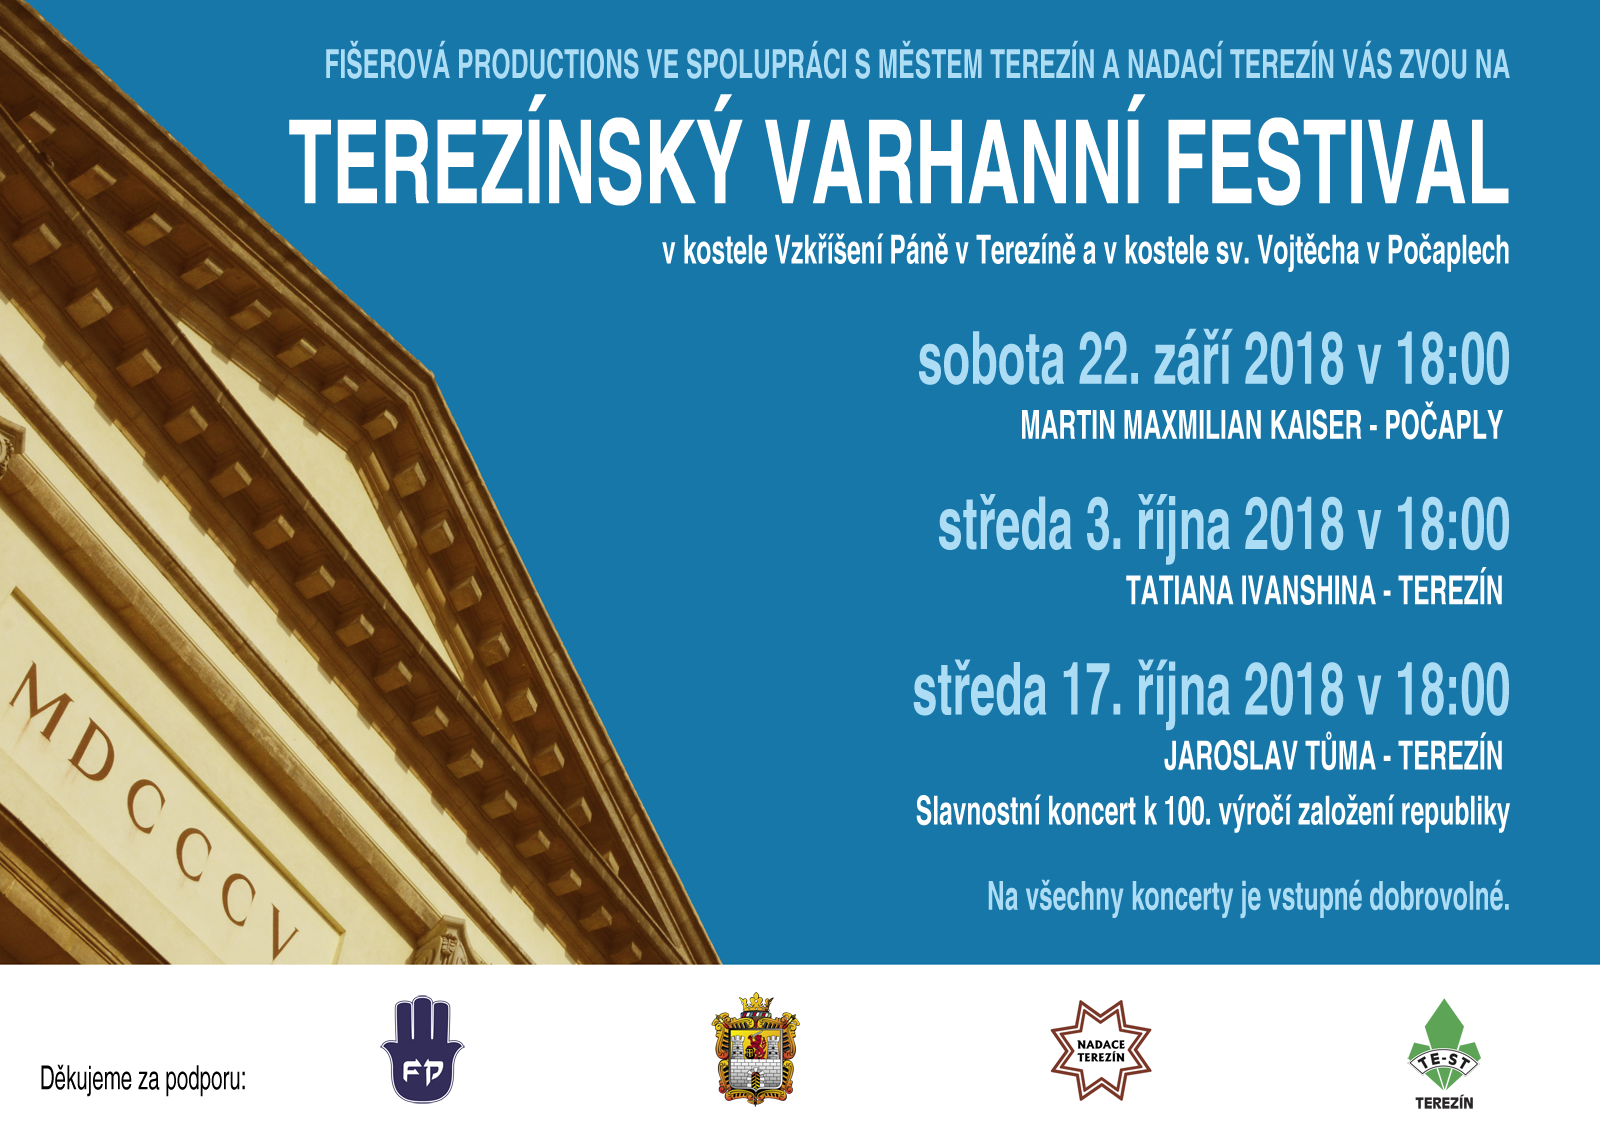 FIŠEROVÁ PRODUCTIONS VE SPOLUPRÁCI S MĚSTEM TEREZÍN A NADACÍ TEREZÍN VÁS ZVOU NA
TEREZÍNSKÝ VARHANNÍ FESTIVAL
v kostele Vzkříšení Páně v Terezíně a v kostele sv. Vojtěcha v Počaplech
sobota 22. září 2018 v 18:00
MARTIN MAXMILIAN KAISER - POČAPLY
středa 3. října 2018 v 18:00
TATIANA IVANSHINA - TEREZÍN
středa 17. října 2018 v 18:00
JAROSLAV TŮMA - TEREZÍN
Slavnostní koncert k 100. výročí založení republiky
Na všechny koncerty je vstupné dobrovolné.
MDCCCV
Děkujeme za podporu:
FP
NADACE
TEREZÍN
TE-ST
TEREZÍN